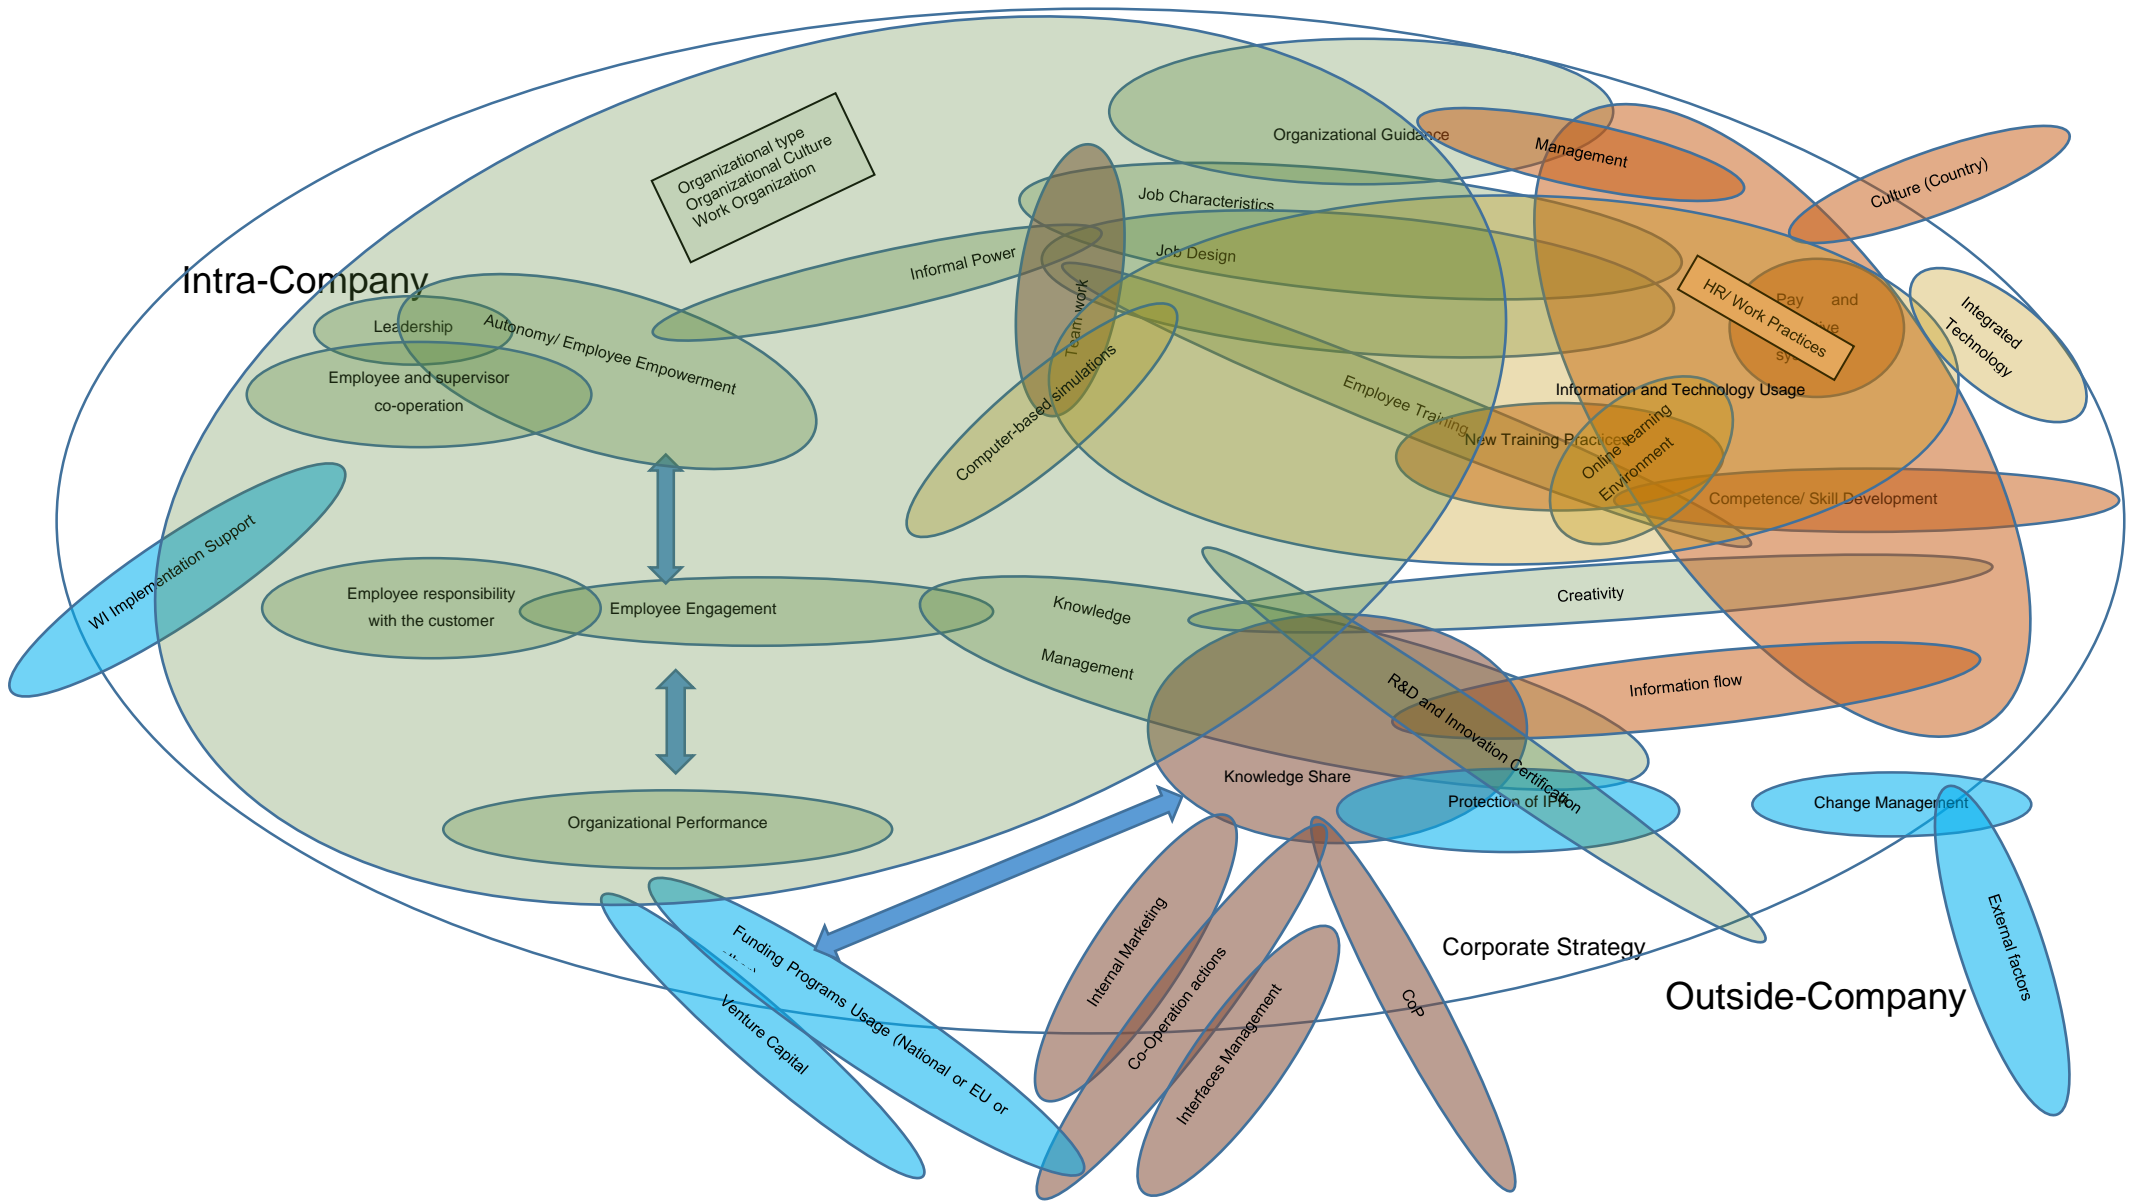 Organizational type
Organizational Culture
Work Organization
Organizational Guidance
Management
Culture (Country)
Job Characteristics
Job Design
Informal Power
Team work
Intra-Company
Leadership
Autonomy/ Employee Empowerment
Employee and supervisor
co-operation
Computer-based simulations
Employee Training
HR/ Work Practices
Pay and
Integrated
Technology
Information and Technology Usage
New Training Practices
Online learning
Environment
Competence/ Skill Development
WI Implementation Support
Employee responsibility
with the customer
Employee Engagement
Knowledge
Management
Creativity
Information flow
R&D and Innovation Certification
Knowledge Share
Protection of IPR
Change Management
Organizational Performance
Funding Programs Usage (National or EU or
Venture Capital
Internal Marketing
Co-Operation actions
Interfaces Management
CoP
Corporate Strategy
Outside-Company
External factors